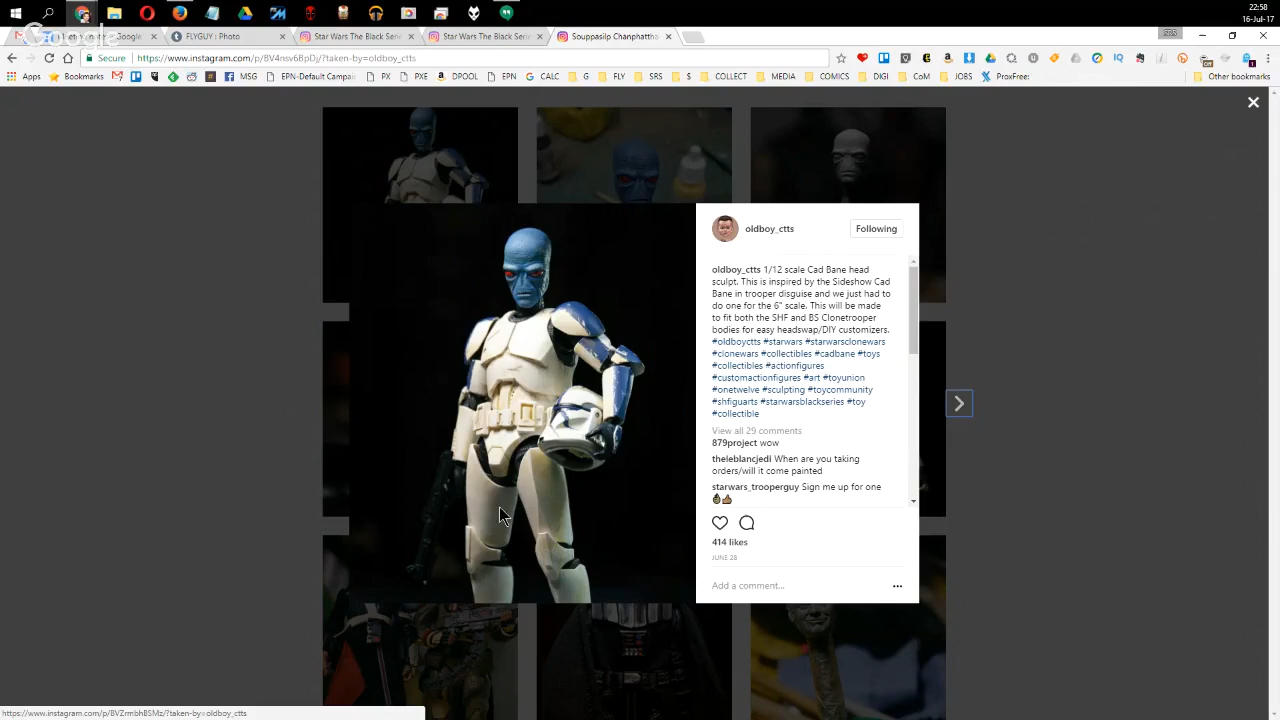 22:58
16-Jul-17
Google
FLYGUY : Photo
Star Wars The Black Serie
Star Wars The Black Serie
Souppasilp Chanphatthan
Secure
https://www.instagram.com/p/BV4nsv6BpDj/?taken-by=oldboy_ctts
Apps
Bookmarks
MSG
EPN-Default Campai
PX
PXE
DPOOL
EPN
CALC
G
FLY
SRS
$
COLLECT
MEDIA
COMICS
DIGI
CoM
JOBS
ProxFree:
Other bookmarks
oldboy_ctts
Following
oldboy_ctts 1/12 scale Cad Bane head
sculpt. This is inspired by the Sideshow Cad
Bane in trooper disguise and we just had to
do one for the 6" scale. This will be made
to fit both the SHF and BS Clonetrooper
bodies for easy headswap/DIY customizers.
#oldboyctts #starwars #starwarsclonewars
#clonewars #collectibles #cadbane #toys
#collectibles #actionfigures
#customactionfigures #art #toyunion
#onetwelve #sculpting #toycommunity
#shfiguarts #starwarsblackseries #toy
#collectible
View all 29 comments
879project wow
theleblancjedi When are you taking
orders/will it come painted
starwars_trooperguy Sign me up for one
414 likes
JUNE 28
Add a comment...
https://www.instagram.com/p/BVZrmbhBSMz/?taken-by=oldboy_ctts